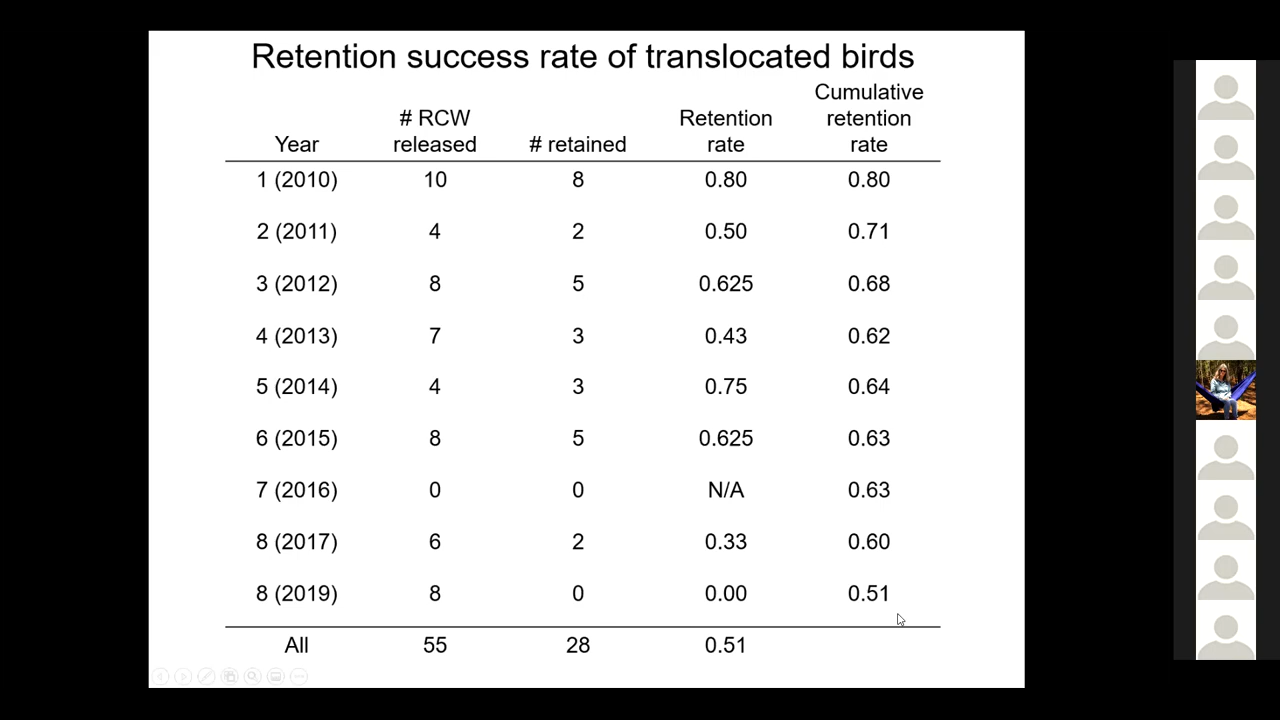 Retention success rate of translocated birds
Year # RCW released # retained Retention rate Cumulative retention rate
1 (2010) 10 8 0.80 0.80
2 (2011) 4 2 0.50 0.71
3 (2012) 8 5 0.625 0.68
4 (2013) 7 3 0.43 0.62
5 (2014) 4 3 0.75 0.64
6 (2015) 8 5 0.625 0.63
7 (2016) 0 0 N/A 0.63
8 (2017) 6 2 0.33 0.60
8 (2019) 8 0 0.00 0.51
All 55 28 0.51